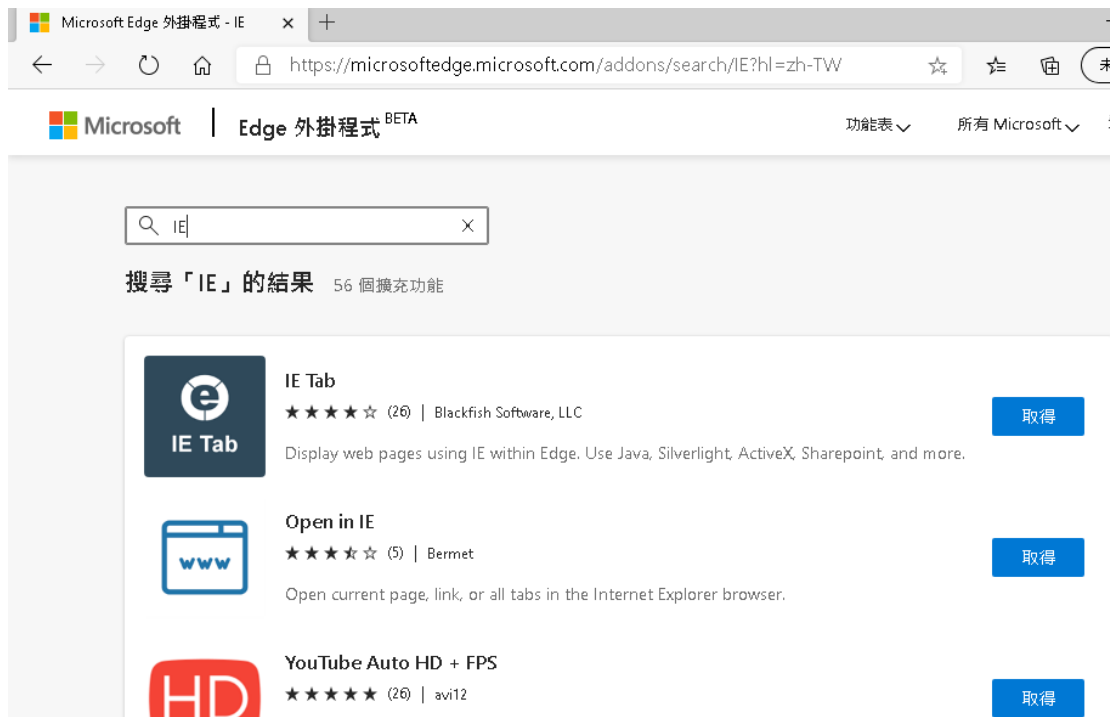 Microsoft Edge 外掛程式 - IE
https://microsoftedge.microsoft.com/addons/search/IE?hl=zh-TW
Microsoft Edge 外掛程式 BETA 功能表 所有 Microsoft
IE
搜尋「IE」的結果 56 個擴充功能
IE Tab
IE Tab
(26) | Blackfish Software, LLC
取得
Display web pages using IE within Edge. Use Java, Silverlight, ActiveX, Sharepoint, and more.
Open in IE
www
(5) | Bermet
取得
Open current page, link, or all tabs in the Internet Explorer browser.
YouTube Auto HD + FPS
HD
(26) | avi12
取得